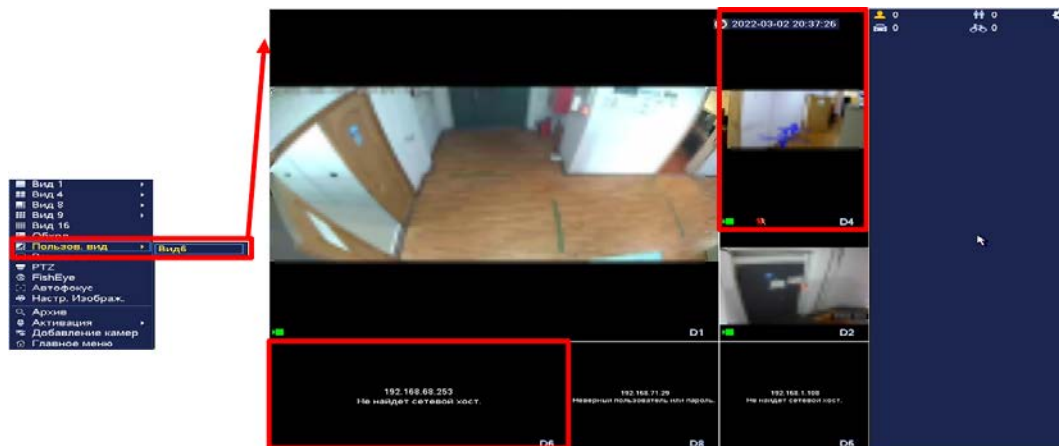 Вид 1
Вид 4
Вид 8
Вид 9
Вид 16
Обход
Пользов. вид
Вид6
PTZ
FishEye
Автофокус
Настр. Изображ.
Архив
Активация
Добавление камер
Главное меню
2022-03-02 20:37:26
0
0
0
0
D4
D1
D2
192.168.68.253
Не найдет сетевой хост.
D6
192.168.71.29
Неверный пользователь или пароль.
D8
192.168.1.108
Не найдет сетевой хост.
D6